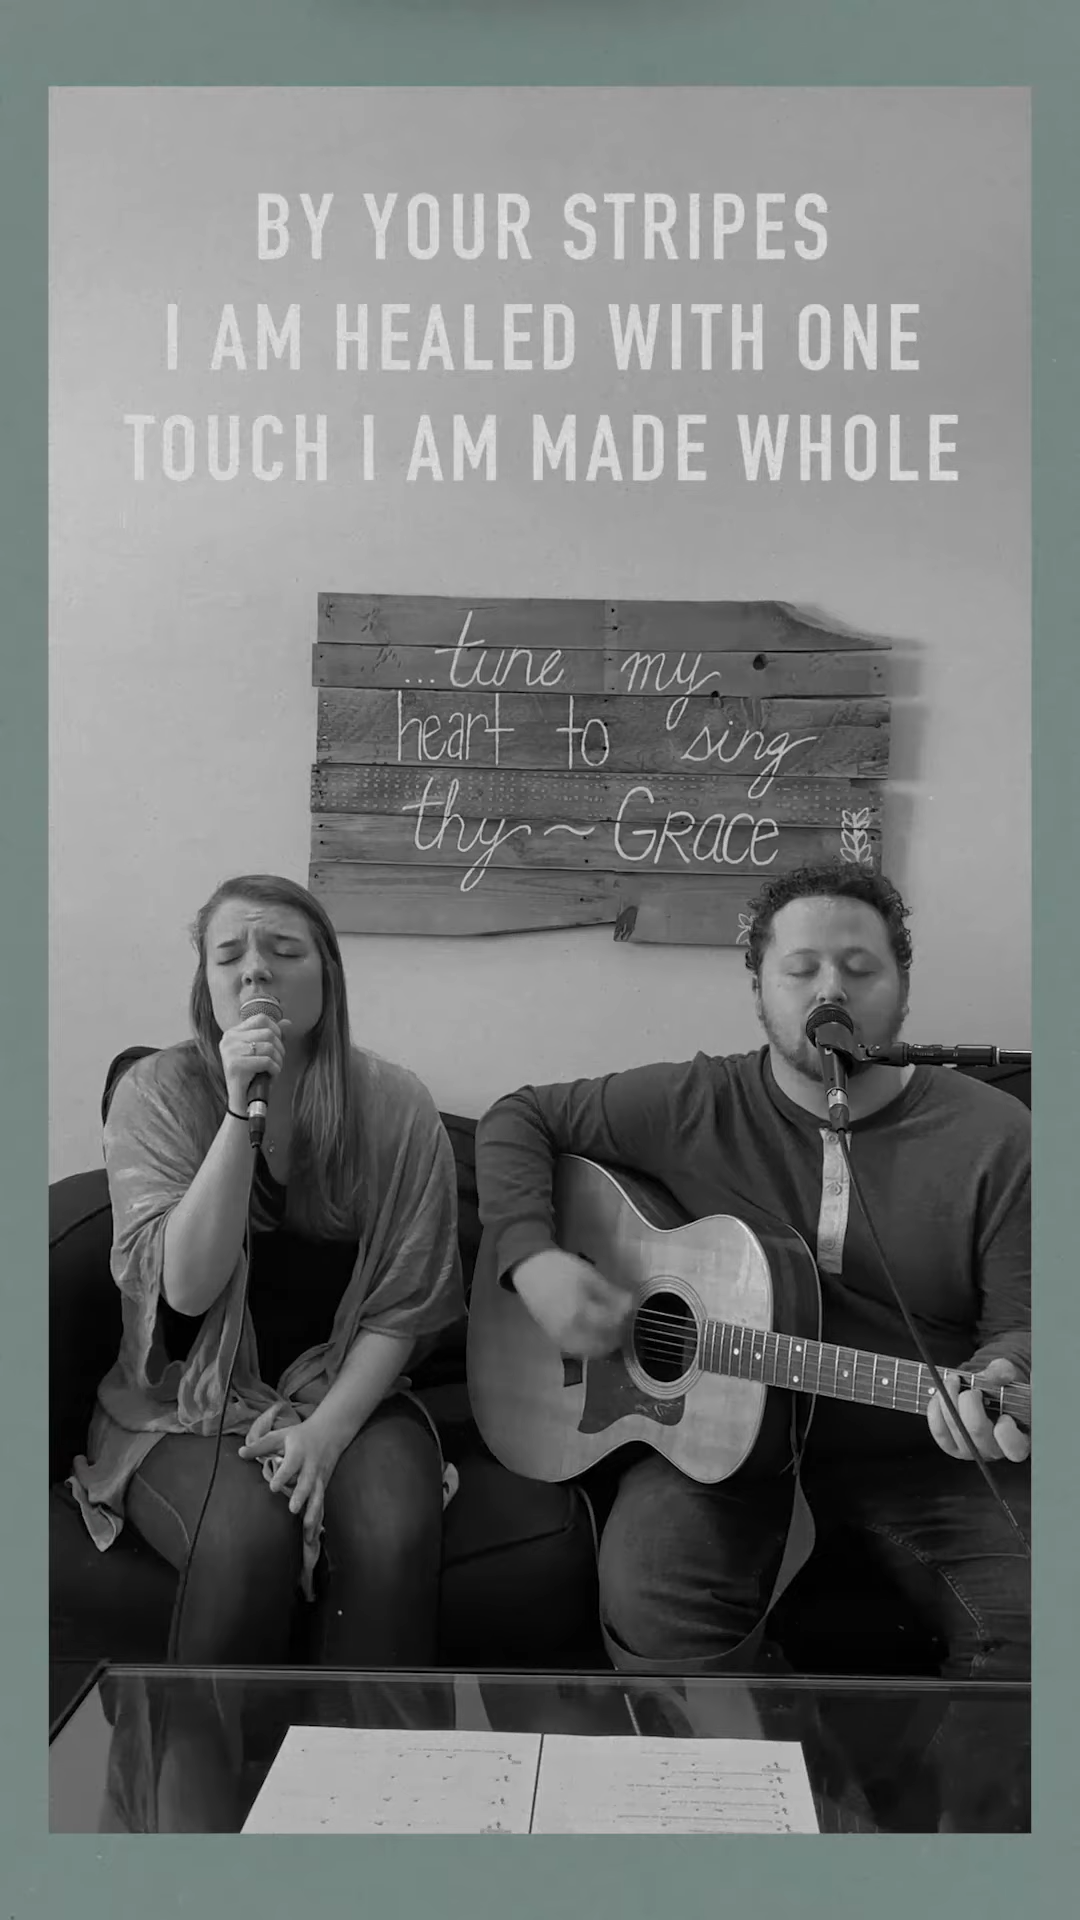 BY YOUR STRIPES
I AM HEALED WITH ONE
TOUCH I AM MADE WHOLE
...tune my
heart to sing
thy ~ GRACE